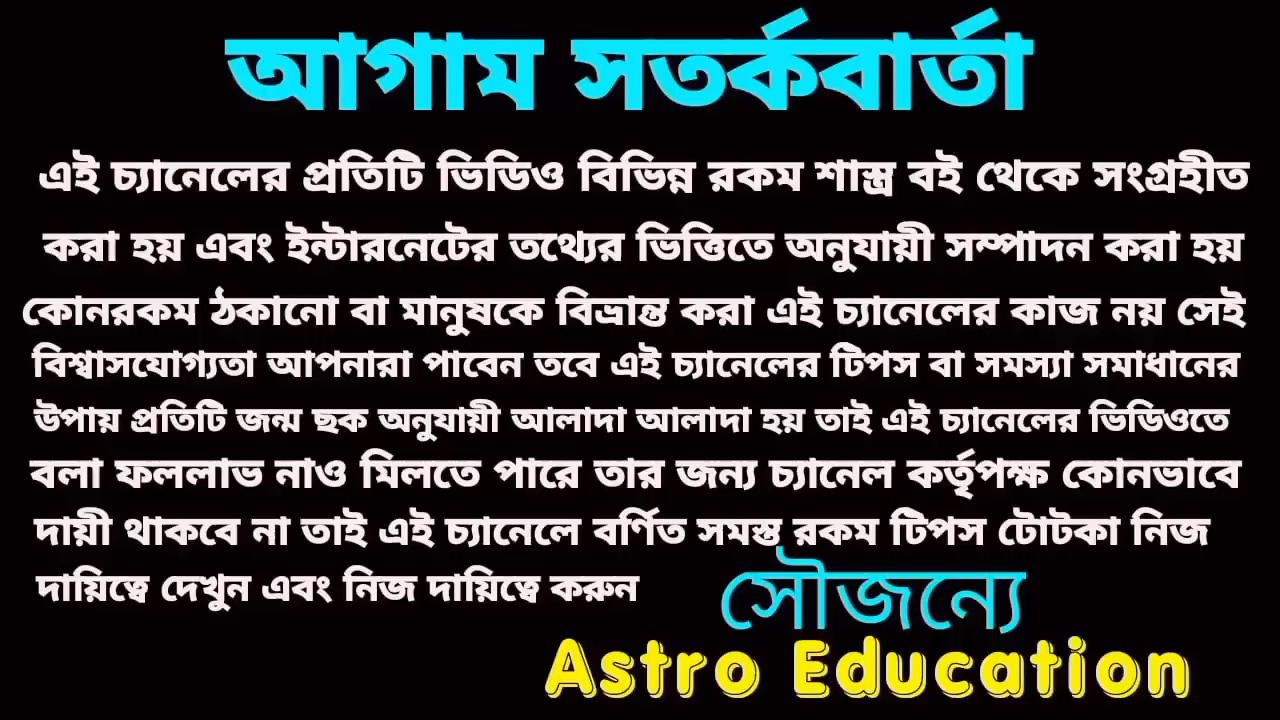 আগাম সতর্কবার্তা
এই চ্যানেলের প্রতিটি ভিডিও বিভিন্ন রকম শাস্ত্র বই থেকে সংগ্রহীত
করা হয় এবং ইন্টারনেটের তথ্যের ভিত্তিতে অনুযায়ী সম্পাদন করা হয়
কোনরকম ঠকানো বা মানুষকে বিভ্রান্ত করা এই চ্যানেলের কাজ নয় সেই
বিশ্বাসযোগ্যতা আপনারা পাবেন তবে এই চ্যানেলের টিপস বা সমস্যা সমাধানের
উপায় প্রতিটি জন্ম ছক অনুযায়ী আলাদা আলাদা হয় তাই এই চ্যানেলের ভিডিওতে
বলা ফললাভ নাও মিলতে পারে তার জন্য চ্যানেল কর্তৃপক্ষ কোনভাবে
দায়ী থাকবে না তাই এই চ্যানেলে বর্ণিত সমস্ত রকম টিপস টোটকা নিজ
দায়িত্বে দেখুন এবং নিজ দায়িত্বে করুন
সৌজন্যে
Astro Education